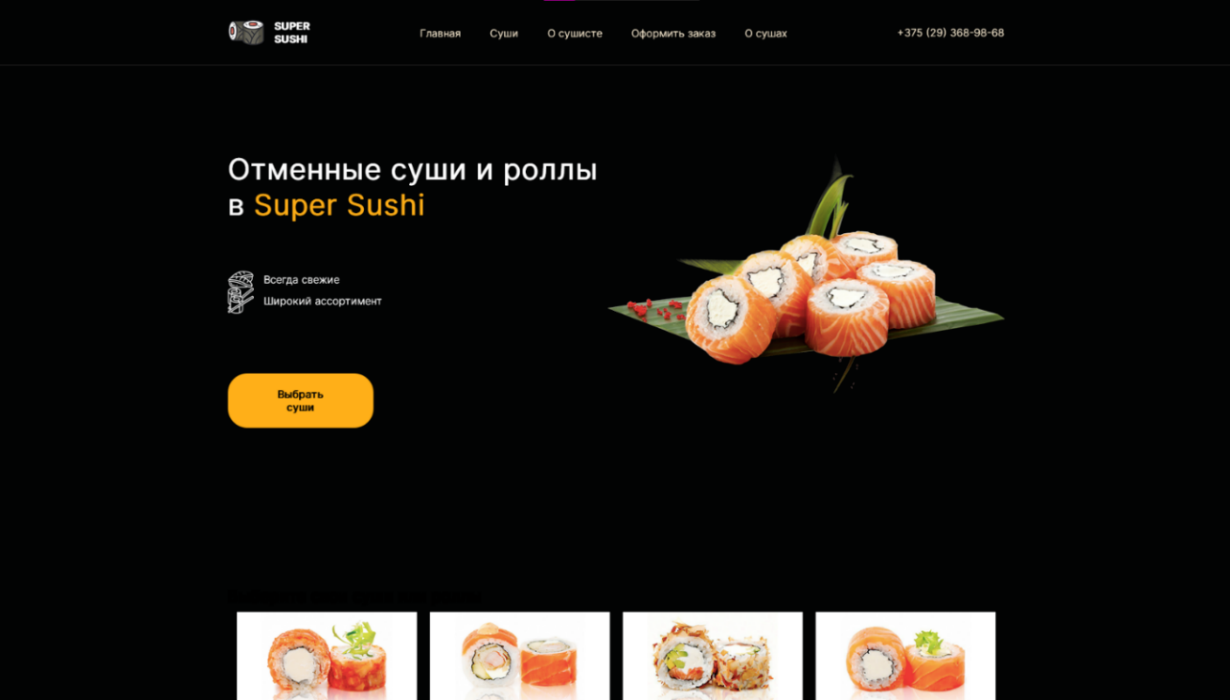 SUPER
SUSHI
Главная Суши О сушисте Оформить заказ О сушах
+375 (29) 368-98-68
Отменные суши и роллы
в Super Sushi
Всегда свежие
Широкий ассортимент
Выбрать
суши